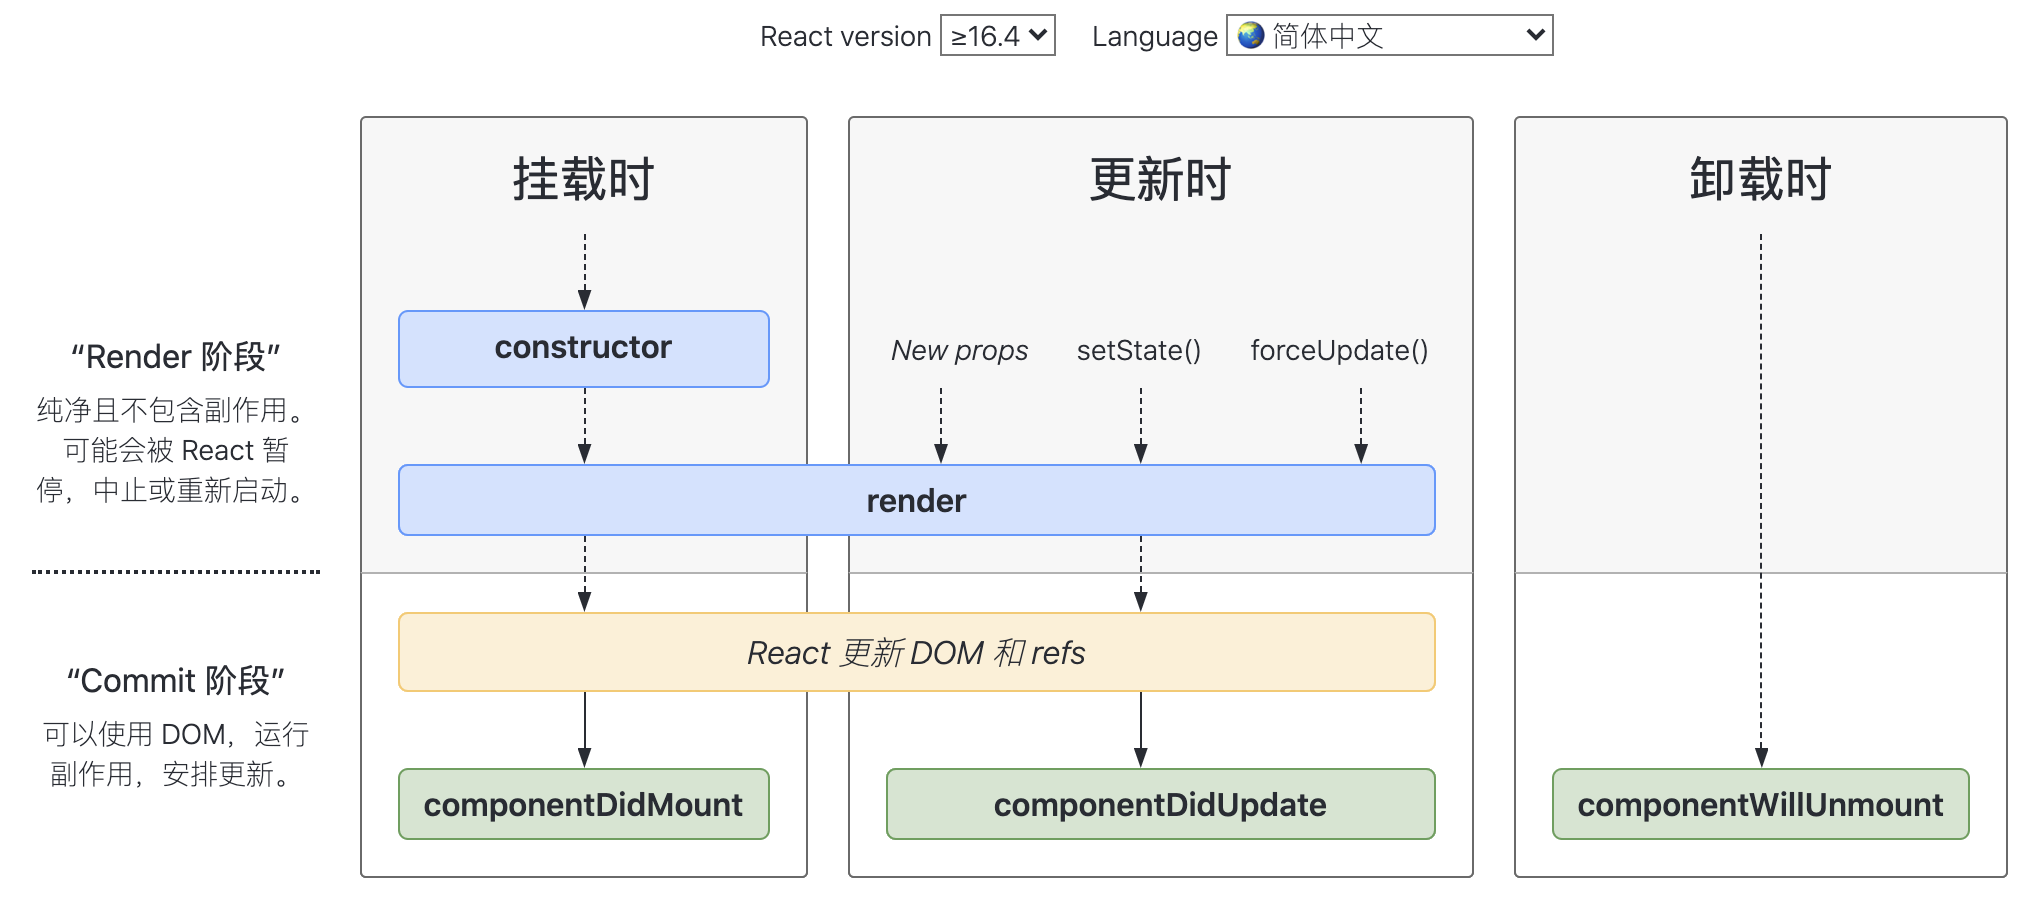 React version ≥16.4 Language 🌏 简体中文
挂载时
更新时
卸载时
“Render 阶段”
纯净且不包含副作用。
可能会被 React 暂
停，中止或重新启动。
constructor
New props setState() forceUpdate()
render
“Commit 阶段”
可以使用 DOM，运行
副作用，安排更新。
React 更新 DOM 和 refs
componentDidMount
componentDidUpdate
componentWillUnmount